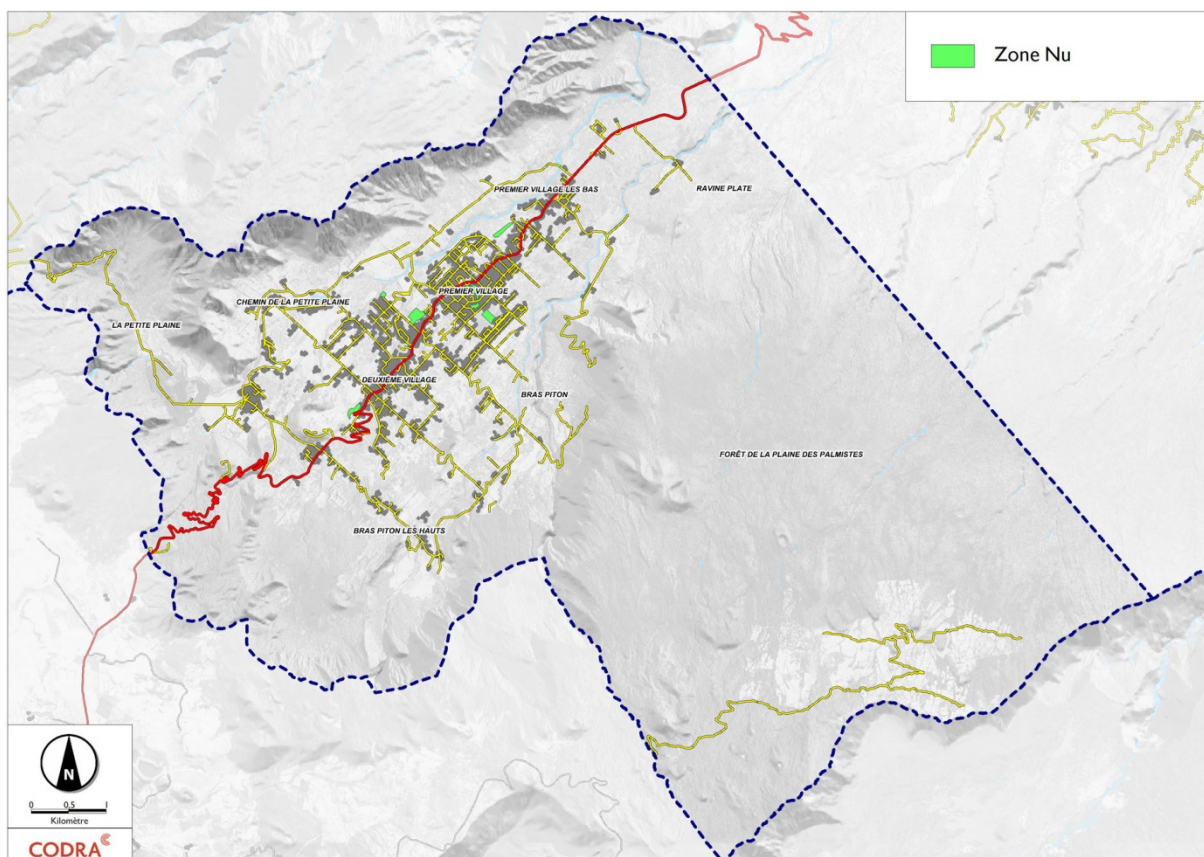 Zone Nu
PREMIER VILLAGE LES BAS
RAVINE PLATE
PREMIER VILLAGE
CHEMIN DE LA PETITE PLAINE
LA PETITE PLAINE
DEUXIÈME VILLAGE
BRAS PITON
FORÊT DE LA PLAINE DES PALMISTES
BRAS PITON LES HAUTS
N
0 0,5 1
Kilomètre
CODRA